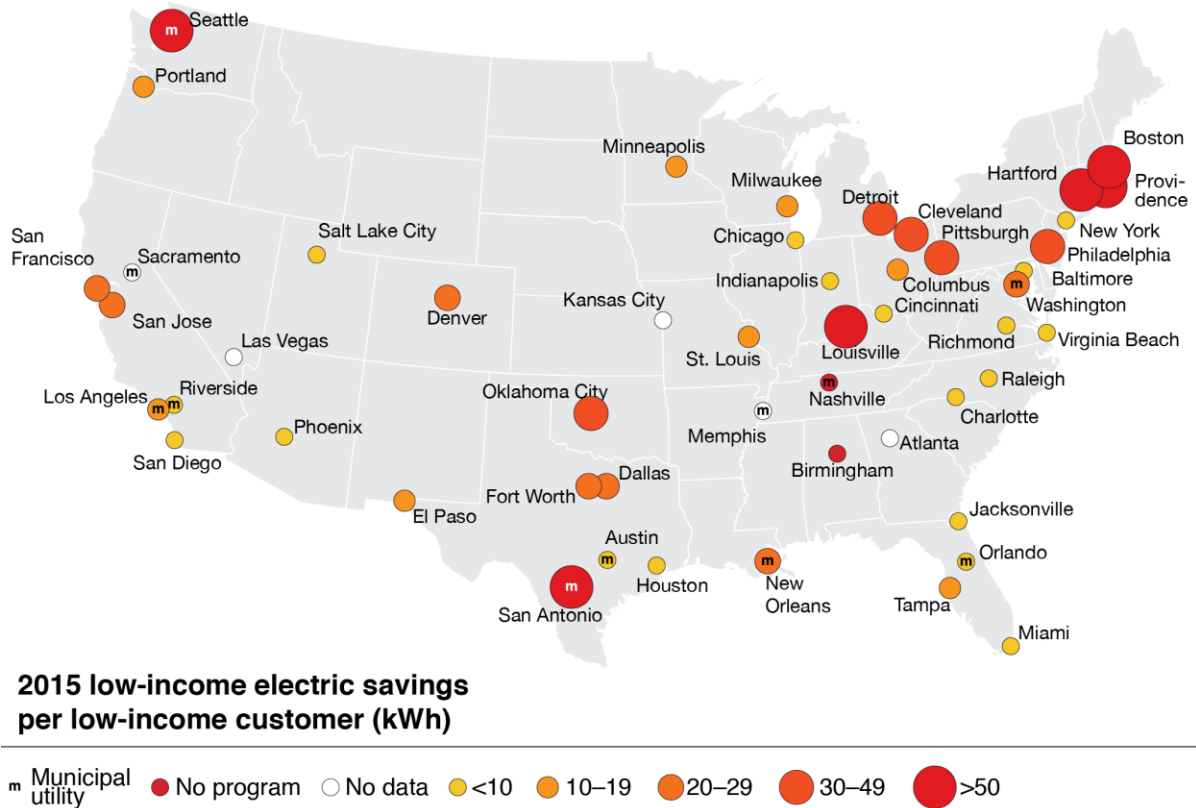 m
Seattle
Portland
Minneapolis
Boston
Milwaukee
Hartford
Provi-
dence
Detroit
Cleveland
Pittsburgh
New York
Salt Lake City
Chicago
Philadelphia
San
Francisco
Sacramento
m
Indianapolis
Columbus
Baltimore
m
Washington
Kansas City
Cincinnati
San Jose
Denver
Las Vegas
St. Louis
Louisville
Richmond
Virginia Beach
Los Angeles
m
Riverside
m
Oklahoma City
m
Nashville
Raleigh
Phoenix
Memphis
m
Charlotte
San Diego
Birmingham
Atlanta
Fort Worth
Dallas
El Paso
Jacksonville
Austin
m
Houston
m
New
Orleans
m
Orlando
San Antonio
m
Tampa
Miami
2015 low-income electric savings
per low-income customer (kWh)
m Municipal
utility
No program
No data
<10
10–19
20–29
30–49
>50